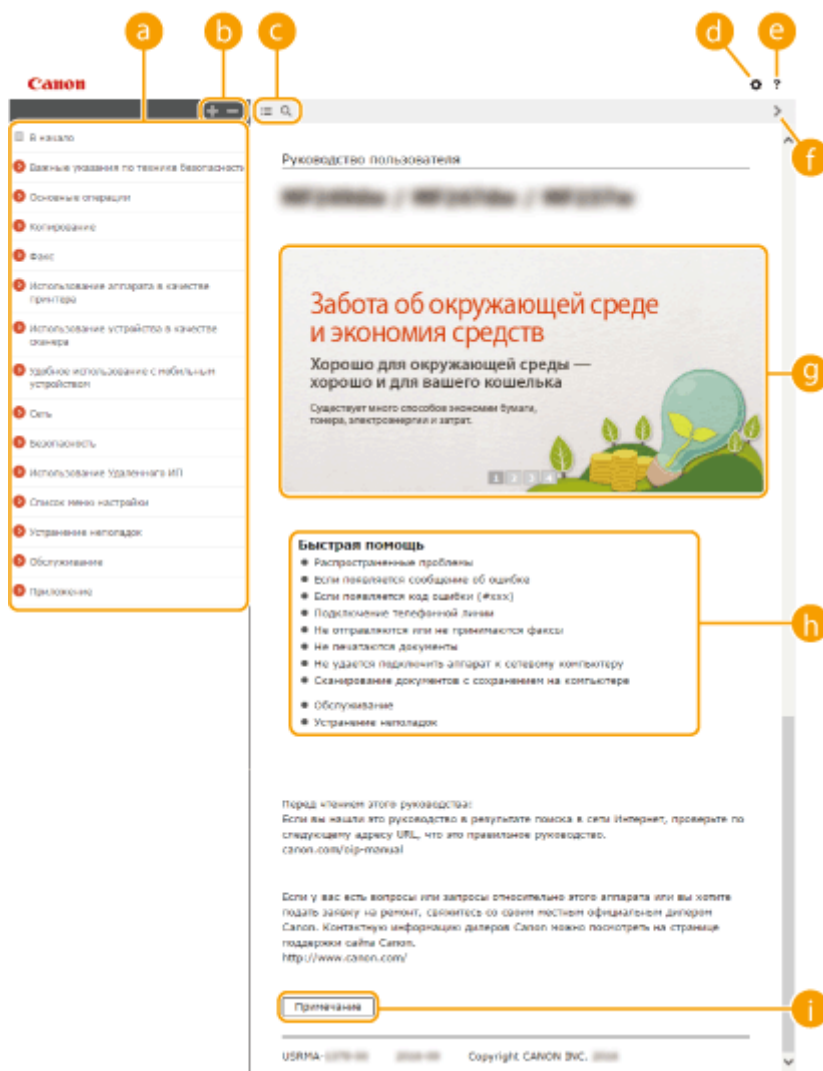 a
b
c
d
e
Canon
?
В начало
f
Важные указания по технике безопасности
Основные операции
Копирование
Факс
Использование аппарата в качестве
принтера
Использование устройства в качестве
сканера
Удобное использование с мобильным
устройством
Сеть
Безопасность
Использование Удаленного ИП
Список меню настройки
Устранение неполадок
Обслуживание
Приложение
Руководство пользователя
Забота об окружающей среде
и экономия средств
Хорошо для окружающей среды —
хорошо и для вашего кошелька
Существует много способов экономии бумаги,
тонера, электроэнергии и затрат.
1 2 3 4
g
Быстрая помощь
Распространенные проблемы
Если появляется сообщение об ошибке
Если появляется код ошибки (#xxx)
Подключение телефонной линии
Не отправляются или не принимаются факсы
Не печатаются документы
Не удается подключить аппарат к сетевому компьютеру
Сканирование документов с сохранением на компьютере
Обслуживание
Устранение неполадок
h
Перед чтением этого руководства:
Если вы нашли это руководство в результате поиска в сети Интернет, проверьте по
следующему адресу URL, что это правильное руководство.
canon.com/oip-manual
Если у вас есть вопросы или запросы относительно этого аппарата или вы хотите
подать заявку на ремонт, свяжитесь со своим местным официальным дилером
Canon. Контактную информацию дилеров Canon можно посмотреть на странице
поддержки сайта Canon.
http://www.canon.com/
Примечание
i
USRMA- Copyright CANON INC.